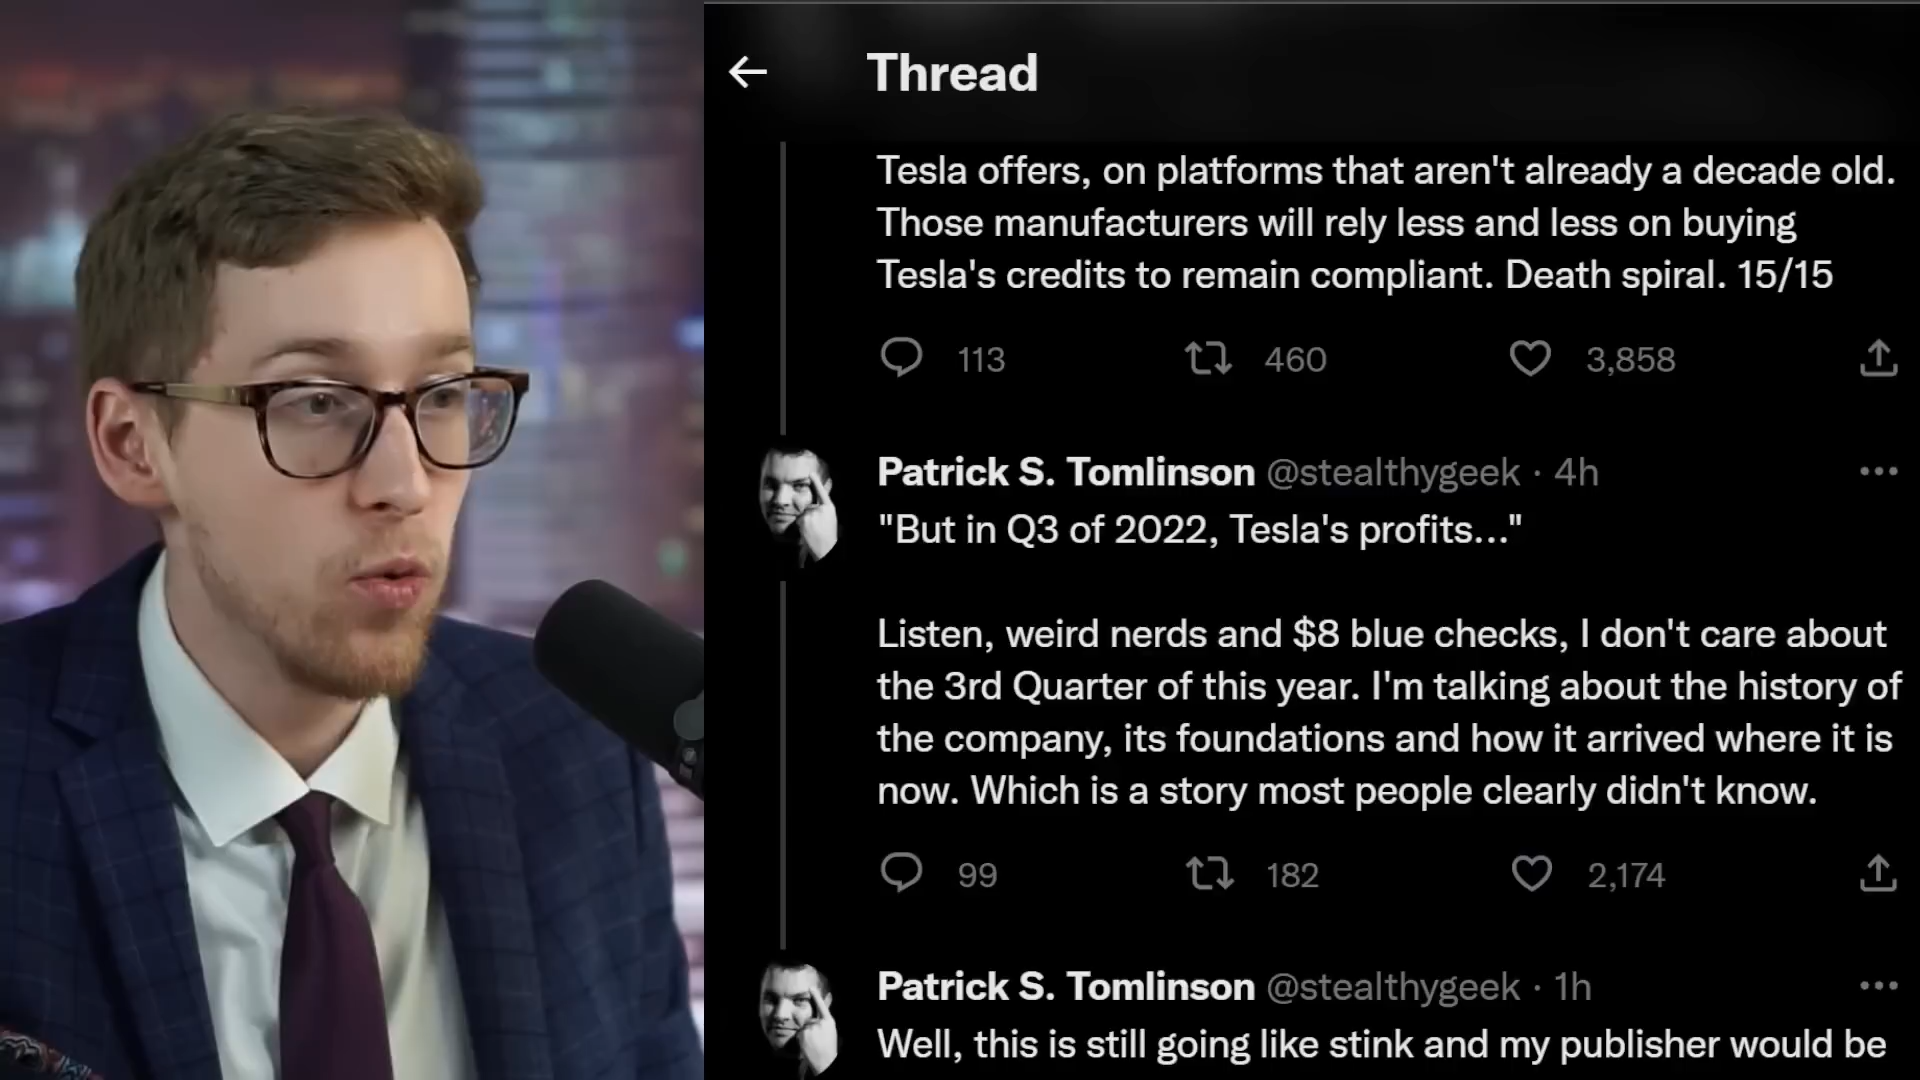 Thread
Tesla offers, on platforms that aren't already a decade old.
Those manufacturers will rely less and less on buying
Tesla's credits to remain compliant. Death spiral. 15/15
113 460 3,858
Patrick S. Tomlinson @stealthygeek · 4h
"But in Q3 of 2022, Tesla's profits..."
Listen, weird nerds and $8 blue checks, I don't care about
the 3rd Quarter of this year. I'm talking about the history of
the company, its foundations and how it arrived where it is
now. Which is a story most people clearly didn't know.
99 182 2,174
Patrick S. Tomlinson @stealthygeek · 1h
Well, this is still going like stink and my publisher would be